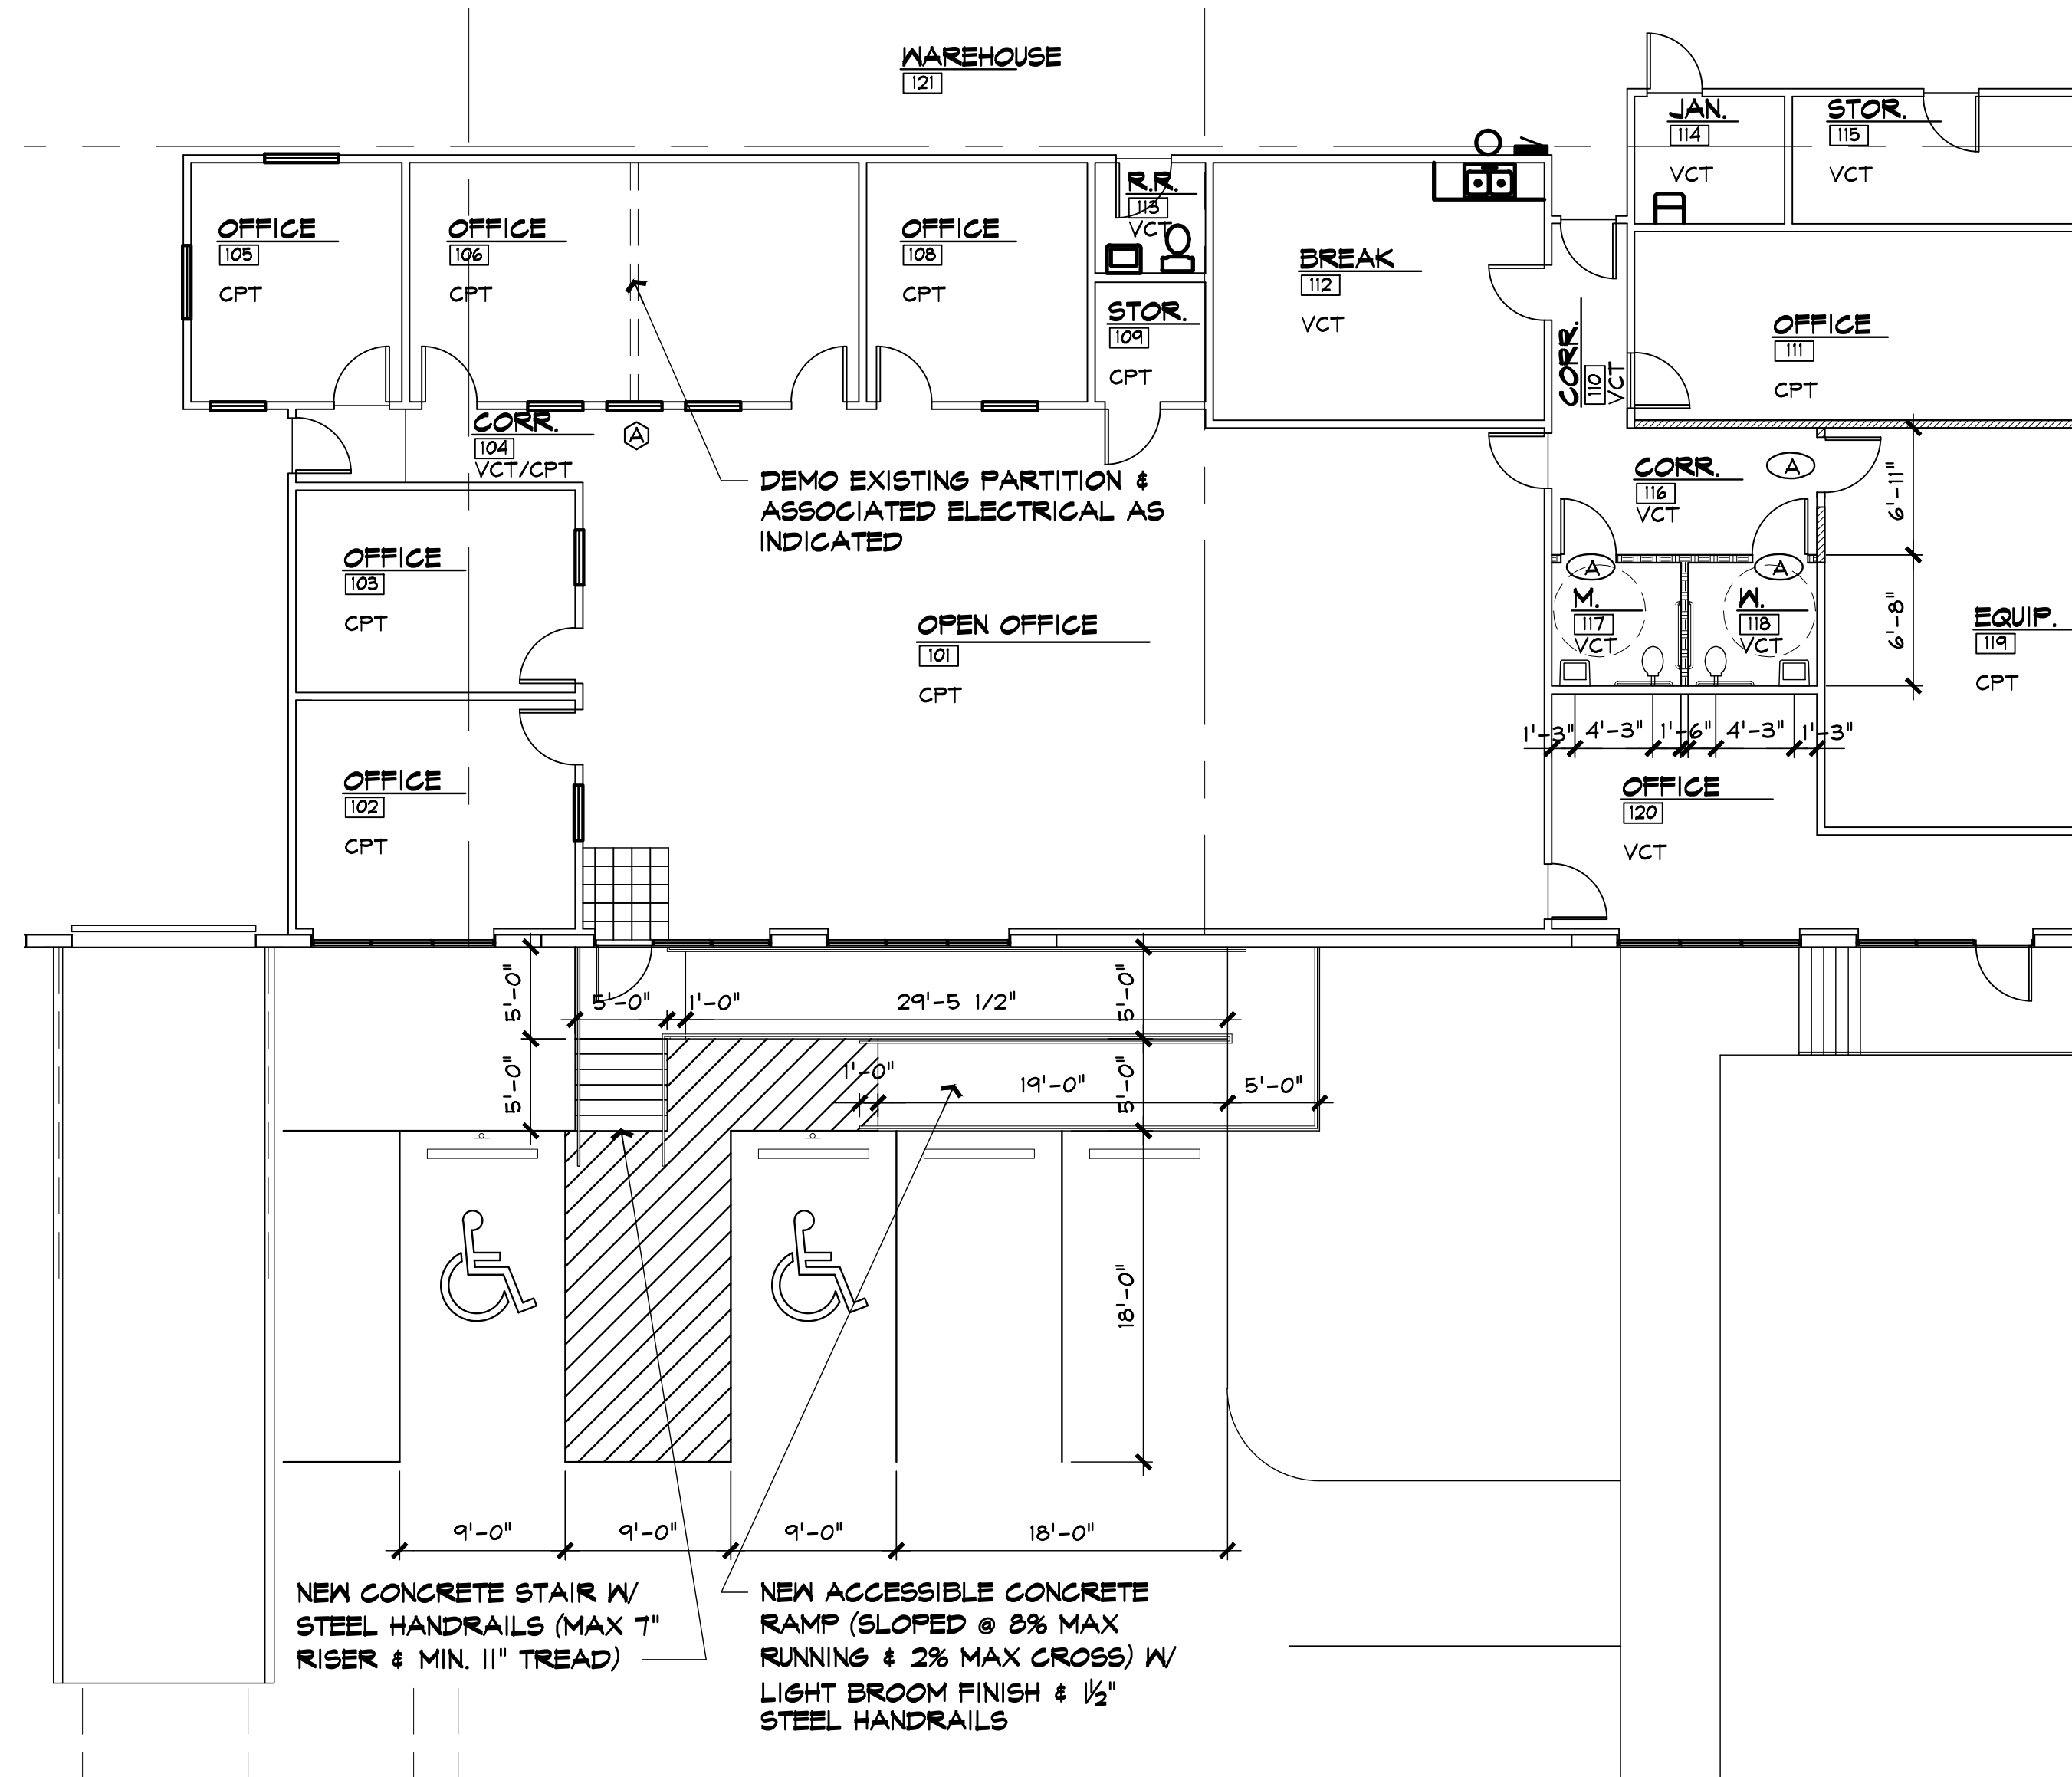 WAREHOUSE
121
JAN.
114
VCT
STOR.
115
VCT
OFFICE
105
CPT
OFFICE
106
CPT
OFFICE
108
CPT
R.R.
113
VCT
STOR.
109
CPT
BREAK
112
VCT
CORR.
110
VCT
OFFICE
111
CPT
CORR.
104
VCT/CPT
A
DEMO EXISTING PARTITION &
ASSOCIATED ELECTRICAL AS
INDICATED
CORR.
116
VCT
A
6'-11"
OFFICE
103
CPT
OPEN OFFICE
101
CPT
A
M.
117
VCT
A
W.
118
VCT
6'-8"
EQUIP.
119
CPT
1'-3"
4'-3"
1'-6"
4'-3"
1'-3"
OFFICE
102
CPT
OFFICE
120
VCT
5'-0"
5'-0"
1'-0"
29'-5 1/2"
5'-0"
5'-0"
1'-0"
19'-0"
5'-0"
5'-0"
18'-0"
9'-0"
9'-0"
9'-0"
18'-0"
NEW CONCRETE STAIR W/
STEEL HANDRAILS (MAX 7"
RISER & MIN. 11" TREAD)
NEW ACCESSIBLE CONCRETE
RAMP (SLOPED @ 8% MAX
RUNNING & 2% MAX CROSS) W/
LIGHT BROOM FINISH & 1½"
STEEL HANDRAILS